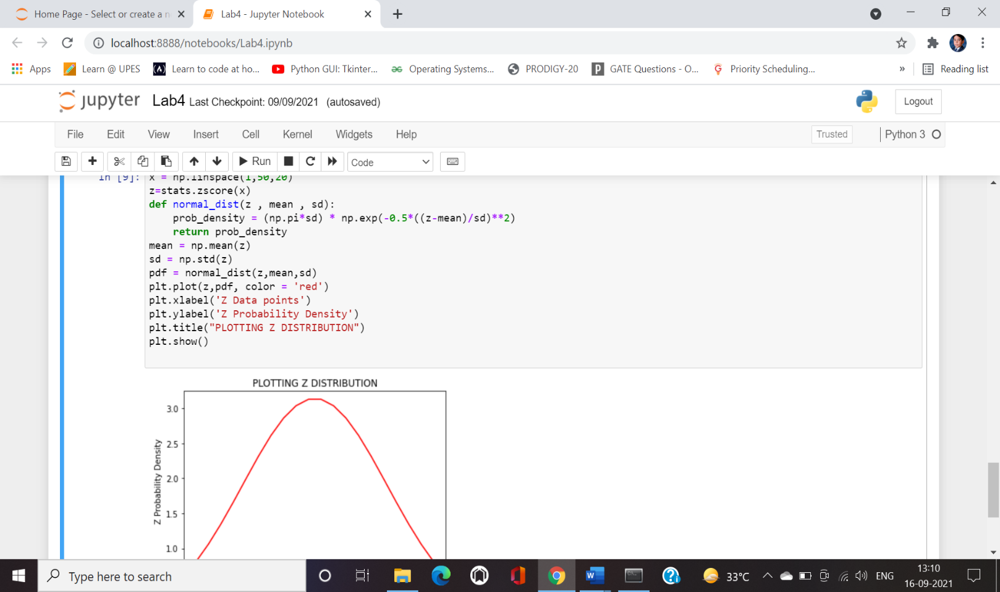 Home Page - Select or create a n
Lab4 - Jupyter Notebook
localhost:8888/notebooks/Lab4.ipynb
Apps
Learn @ UPES
Learn to code at ho...
Python GUI: Tkinter...
Operating Systems...
PRODIGY-20
GATE Questions - O...
Priority Scheduling...
»
Reading list
jupyter Lab4 Last Checkpoint: 09/09/2021 (autosaved)
Logout
File Edit View Insert Cell Kernel Widgets Help
Trusted
Python 3
Run
Code
In [9]: x = np.linspace(1,50,20)
z=stats.zscore(x)
def normal_dist(z , mean , sd):
    prob_density = (np.pi*sd) * np.exp(-0.5*((z-mean)/sd)**2)
    return prob_density
mean = np.mean(z)
sd = np.std(z)
pdf = normal_dist(z,mean,sd)
plt.plot(z,pdf, color = 'red')
plt.xlabel('Z Data points')
plt.ylabel('Z Probability Density')
plt.title("PLOTTING Z DISTRIBUTION")
plt.show()
PLOTTING Z DISTRIBUTION
3.0
2.5
2.0
1.5
1.0
Z Probability Density
Type here to search
33°C
ENG
13:10
16-09-2021